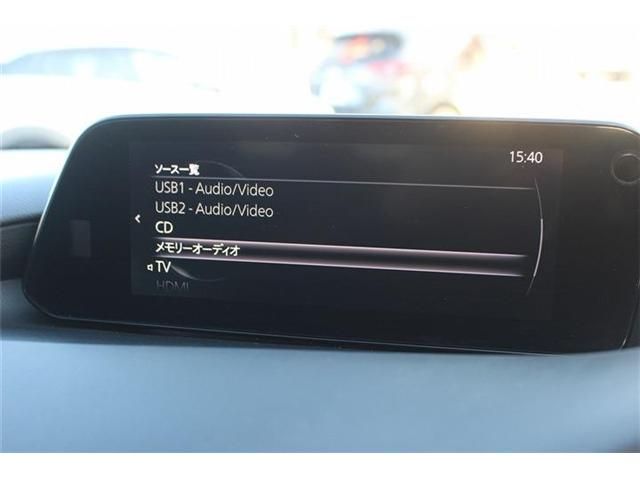 15:40
ソース一覧
USB1 - Audio/Video
USB2 - Audio/Video
CD
メモリーオーディオ
TV
HDMI